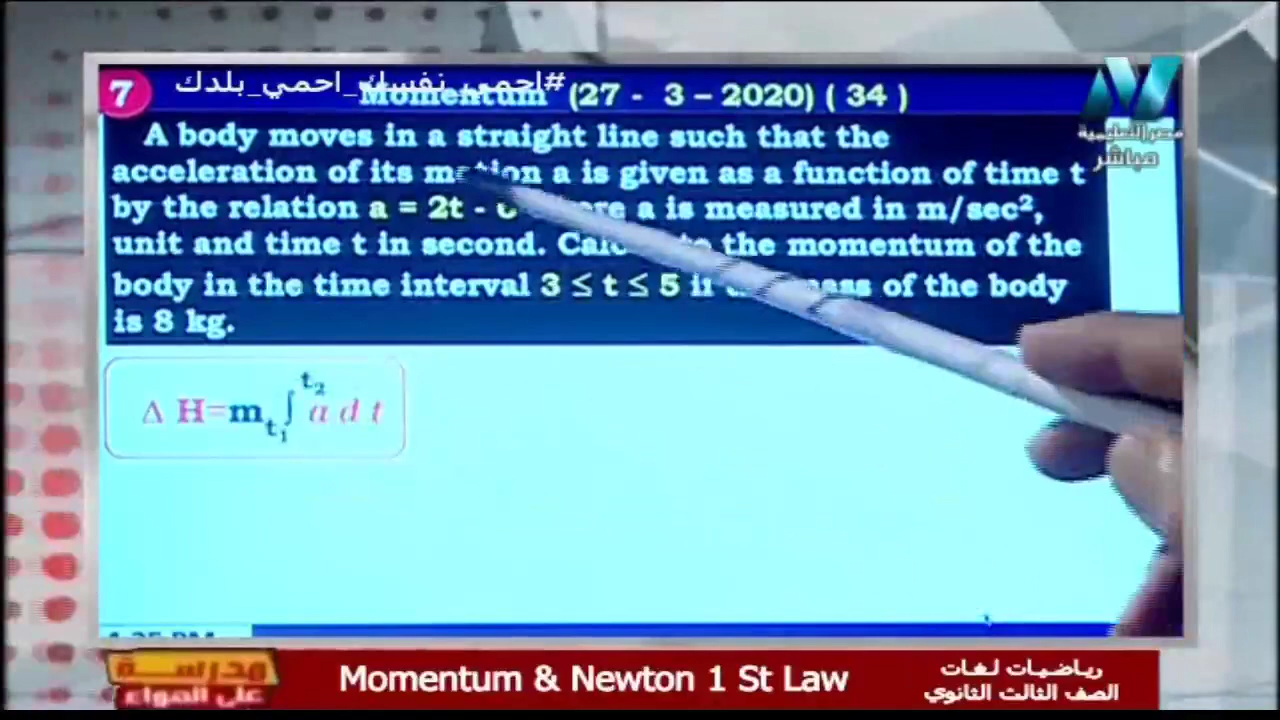 #احمي_نفسك_احمي_بلدك
7 Momentum (27 - 3 – 2020) ( 34 )
مصر التعليمية
مباشر
A body moves in a straight line such that the
acceleration of its motion a is given as a function of time t
by the relation a = 2t - a is measured in m/sec²,
unit and time t in second. the momentum of the
body in the time interval 3 ≤ t ≤ 5 of the body
is 8 kg.
Δ H=m t₁∫t₂ a d t
مدرسة
على الهواء
Momentum & Newton 1 St Law
رياضيات لغات
الصف الثالث الثانوي